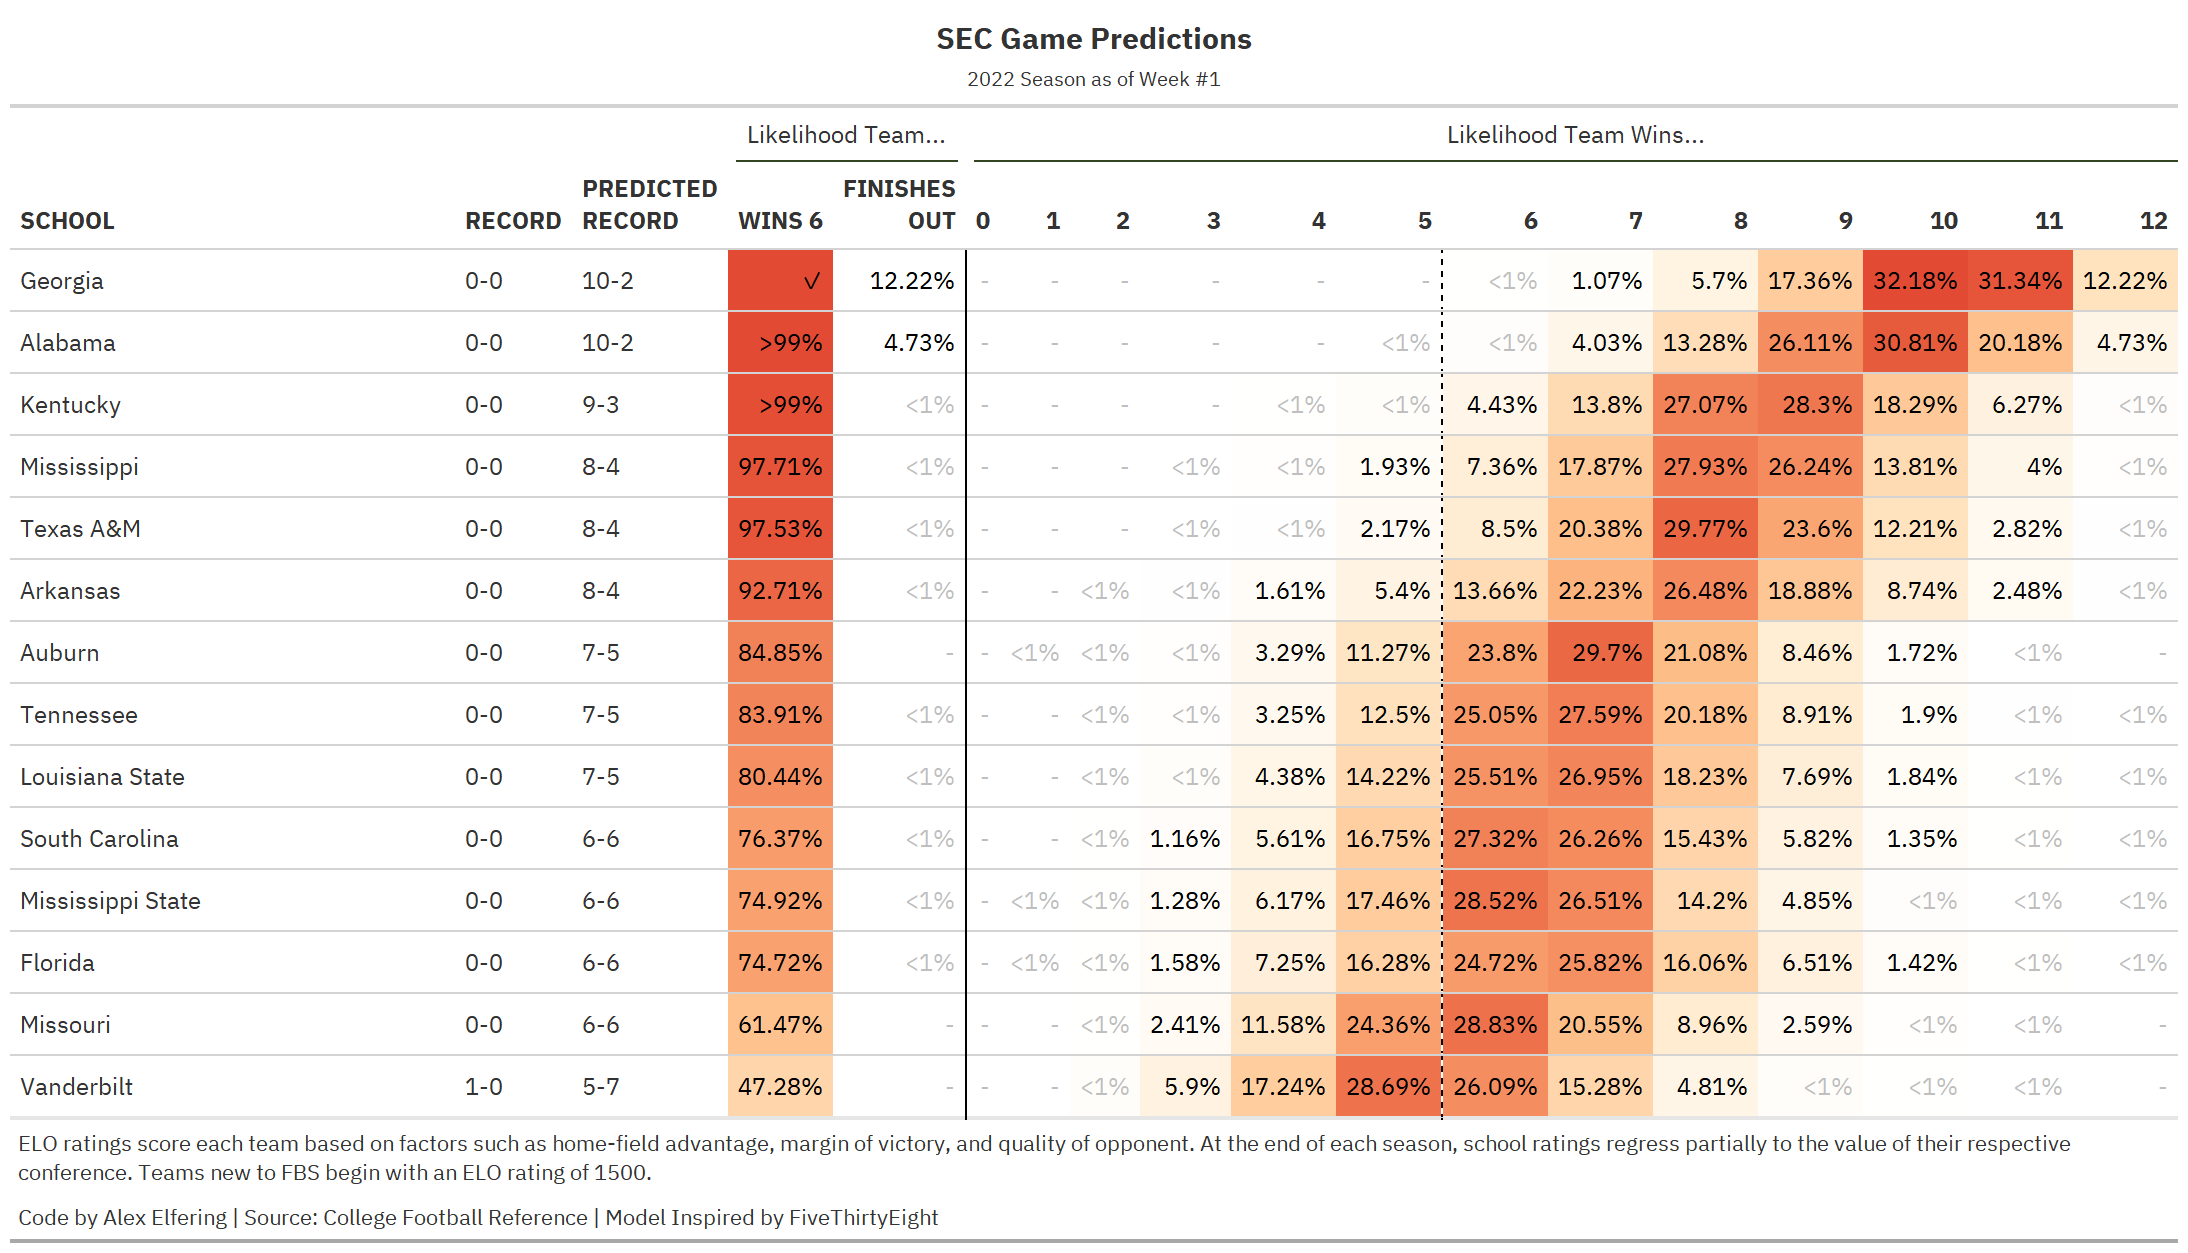 SEC Game Predictions
2022 Season as of Week #1
Likelihood Team... Likelihood Team Wins...
SCHOOL RECORD PREDICTED RECORD WINS 6 FINISHES OUT 0 1 2 3 4 5 6 7 8 9 10 11 12
Georgia 0-0 10-2 ✓ 12.22% - - - - - - <1% 1.07% 5.7% 17.36% 32.18% 31.34% 12.22%
Alabama 0-0 10-2 >99% 4.73% - - - - - <1% <1% 4.03% 13.28% 26.11% 30.81% 20.18% 4.73%
Kentucky 0-0 9-3 >99% <1% - - - - <1% <1% 4.43% 13.8% 27.07% 28.3% 18.29% 6.27% <1%
Mississippi 0-0 8-4 97.71% <1% - - - <1% <1% 1.93% 7.36% 17.87% 27.93% 26.24% 13.81% 4% <1%
Texas A&M 0-0 8-4 97.53% <1% - - - <1% <1% 2.17% 8.5% 20.38% 29.77% 23.6% 12.21% 2.82% <1%
Arkansas 0-0 8-4 92.71% <1% - - <1% <1% 1.61% 5.4% 13.66% 22.23% 26.48% 18.88% 8.74% 2.48% <1%
Auburn 0-0 7-5 84.85% - - <1% <1% <1% 3.29% 11.27% 23.8% 29.7% 21.08% 8.46% 1.72% <1% -
Tennessee 0-0 7-5 83.91% <1% - - <1% <1% 3.25% 12.5% 25.05% 27.59% 20.18% 8.91% 1.9% <1% <1%
Louisiana State 0-0 7-5 80.44% <1% - - <1% <1% 4.38% 14.22% 25.51% 26.95% 18.23% 7.69% 1.84% <1% <1%
South Carolina 0-0 6-6 76.37% <1% - - <1% 1.16% 5.61% 16.75% 27.32% 26.26% 15.43% 5.82% 1.35% <1% <1%
Mississippi State 0-0 6-6 74.92% <1% - <1% <1% 1.28% 6.17% 17.46% 28.52% 26.51% 14.2% 4.85% <1% <1% <1%
Florida 0-0 6-6 74.72% <1% - <1% <1% 1.58% 7.25% 16.28% 24.72% 25.82% 16.06% 6.51% 1.42% <1% <1%
Missouri 0-0 6-6 61.47% - - - <1% 2.41% 11.58% 24.36% 28.83% 20.55% 8.96% 2.59% <1% <1% -
Vanderbilt 1-0 5-7 47.28% - - - <1% 5.9% 17.24% 28.69% 26.09% 15.28% 4.81% <1% <1% <1% -
ELO ratings score each team based on factors such as home-field advantage, margin of victory, and quality of opponent. At the end of each season, school ratings regress partially to the value of their respective
conference. Teams new to FBS begin with an ELO rating of 1500.
Code by Alex Elfering | Source: College Football Reference | Model Inspired by FiveThirtyEight